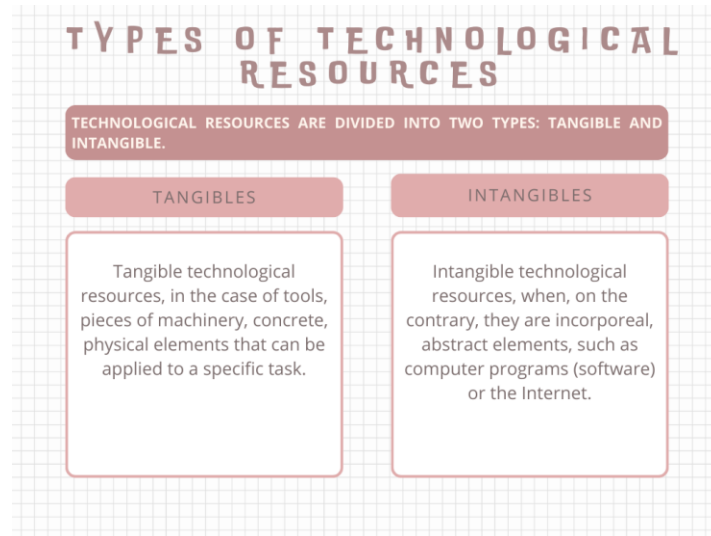 TYPES OF TECHNOLOGICAL
RESOURCES
TECHNOLOGICAL RESOURCES ARE DIVIDED INTO TWO TYPES: TANGIBLE AND
INTANGIBLE.
TANGIBLES
Tangible technological
resources, in the case of tools,
pieces of machinery, concrete,
physical elements that can be
applied to a specific task.
INTANGIBLES
Intangible technological
resources, when, on the
contrary, they are incorporeal,
abstract elements, such as
computer programs (software)
or the Internet.